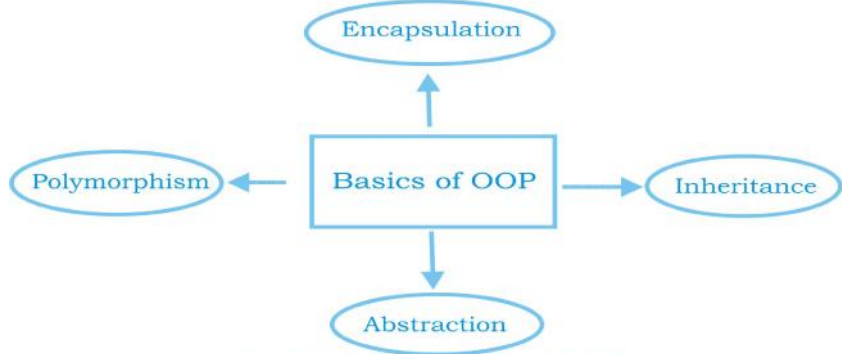 Encapsulation
Polymorphism
Basics of OOP
Inheritance
Abstraction